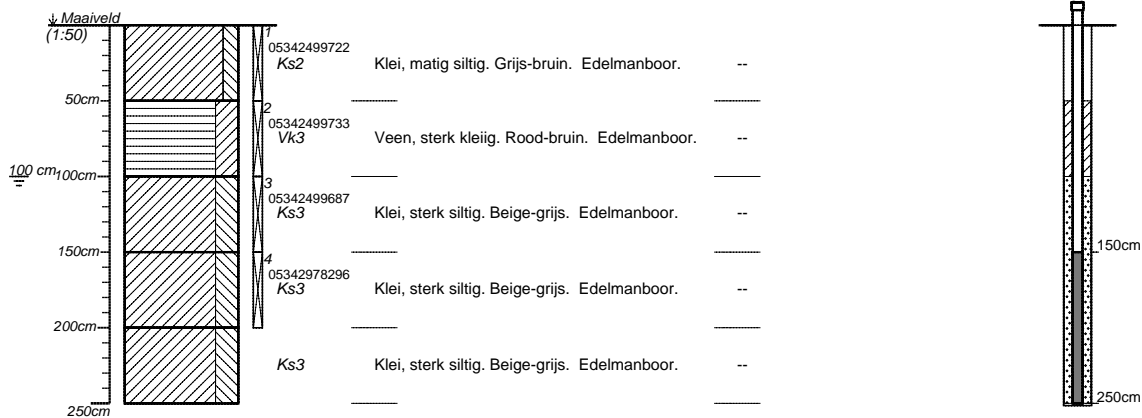 Maaiveld
(1:50)
1
05342499722
Ks2 Klei, matig siltig. Grijs-bruin. Edelmanboor. --
50cm
2
05342499733
Vk3 Veen, sterk kleiig. Rood-bruin. Edelmanboor. --
100 cm 100cm
3
05342499687
Ks3 Klei, sterk siltig. Beige-grijs. Edelmanboor. --
150cm 150cm
4
05342978296
Ks3 Klei, sterk siltig. Beige-grijs. Edelmanboor. --
200cm
Ks3 Klei, sterk siltig. Beige-grijs. Edelmanboor. --
250cm 250cm